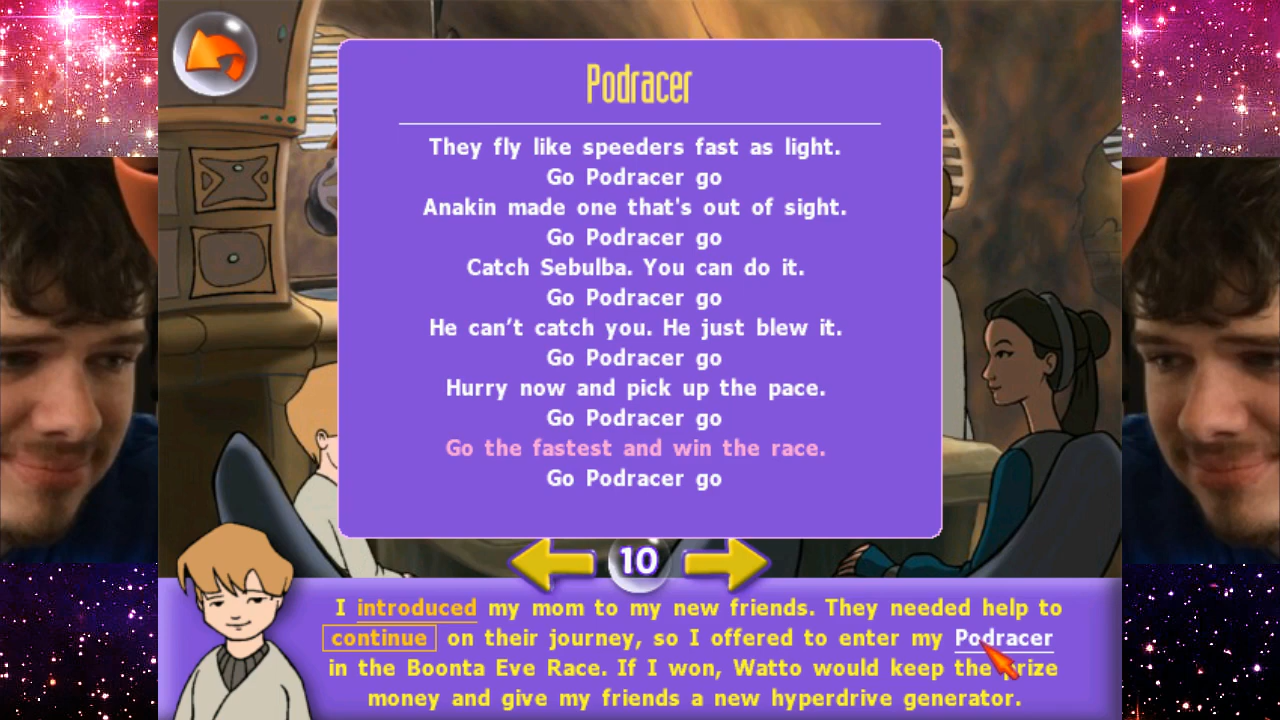 Podracer
They fly like speeders fast as light.
Go Podracer go
Anakin made one that's out of sight.
Go Podracer go
Catch Sebulba. You can do it.
Go Podracer go
He can’t catch you. He just blew it.
Go Podracer go
Hurry now and pick up the pace.
Go Podracer go
Go the fastest and win the race.
Go Podracer go
10
I introduced my mom to my new friends. They needed help to
continue on their journey, so I offered to enter my Podracer
in the Boonta Eve Race. If I won, Watto would keep the prize
money and give my friends a new hyperdrive generator.